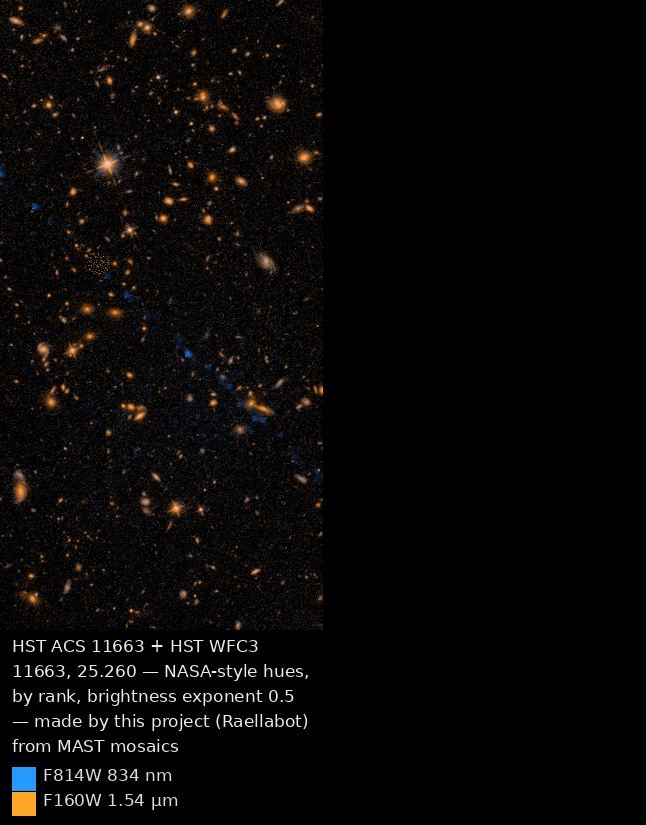 HST ACS 11663 + HST WFC3
11663, 25.260 — NASA-style hues,
by rank, brightness exponent 0.5
— made by this project (Raellabot)
from MAST mosaics
F814W 834 nm
F160W 1.54 µm